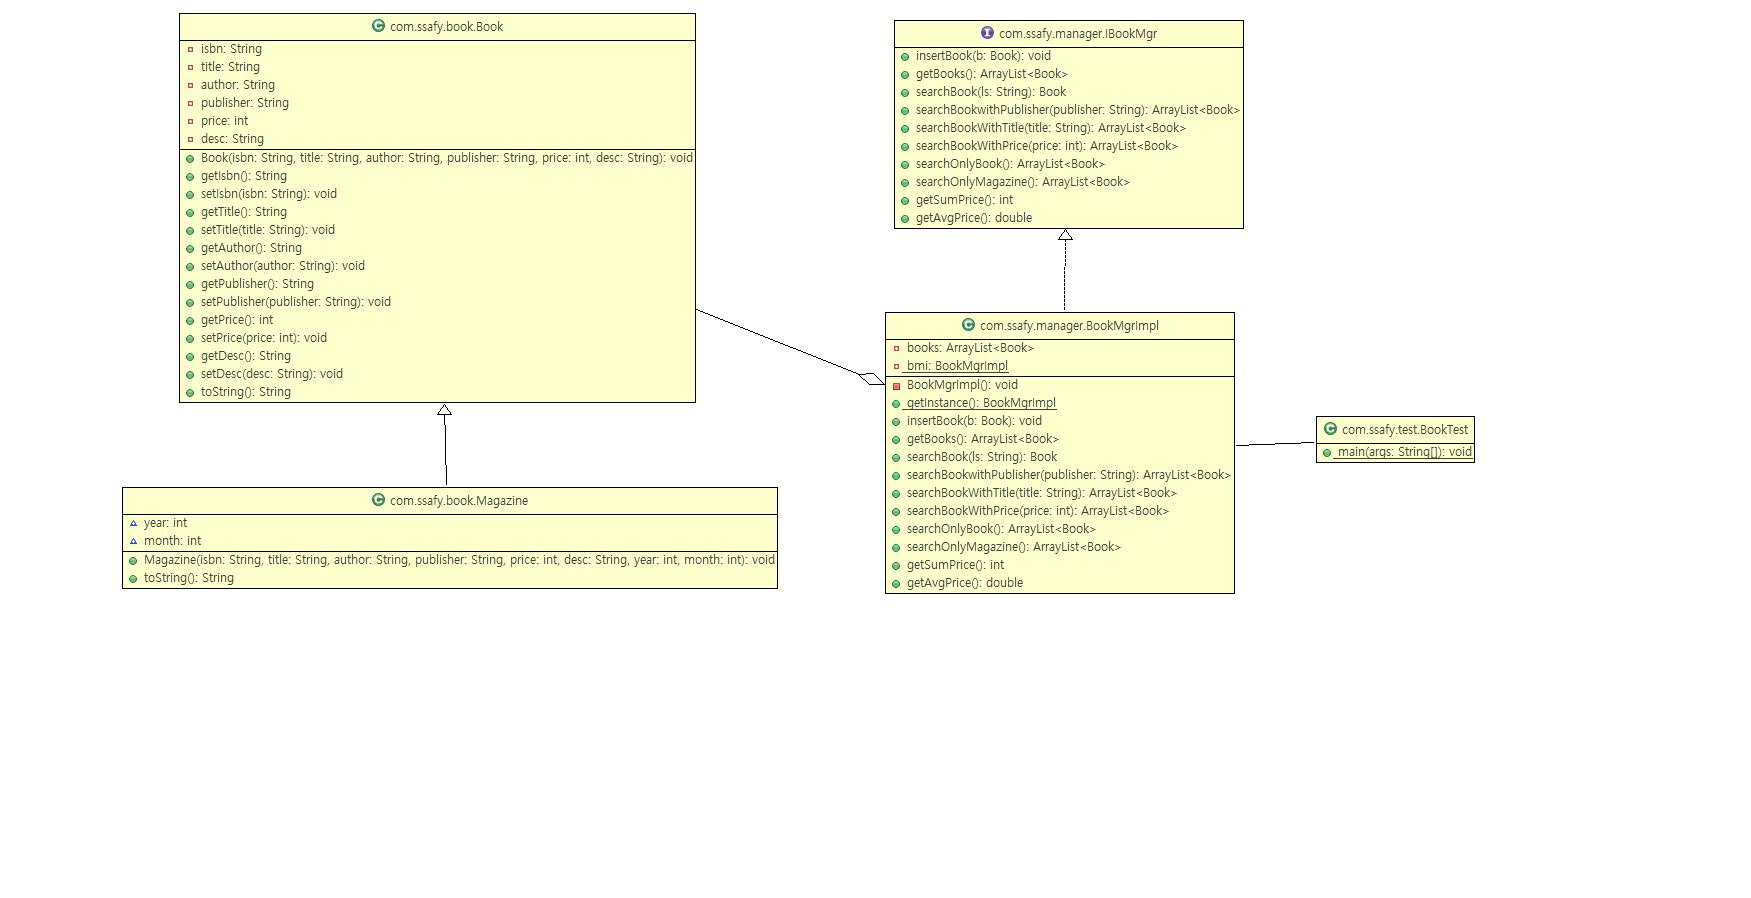 com.ssafy.book.Book
isbn: String
title: String
author: String
publisher: String
price: int
desc: String
Book(isbn: String, title: String, author: String, publisher: String, price: int, desc: String): void
getIsbn(): String
setIsbn(isbn: String): void
getTitle(): String
setTitle(title: String): void
getAuthor(): String
setAuthor(author: String): void
getPublisher(): String
setPublisher(publisher: String): void
getPrice(): int
setPrice(price: int): void
getDesc(): String
setDesc(desc: String): void
toString(): String
com.ssafy.book.Magazine
year: int
month: int
Magazine(isbn: String, title: String, author: String, publisher: String, price: int, desc: String, year: int, month: int): void
toString(): String
com.ssafy.manager.IBookMgr
insertBook(b: Book): void
getBooks(): ArrayList<Book>
searchBook(ls: String): Book
searchBookwithPublisher(publisher: String): ArrayList<Book>
searchBookWithTitle(title: String): ArrayList<Book>
searchBookWithPrice(price: int): ArrayList<Book>
searchOnlyBook(): ArrayList<Book>
searchOnlyMagazine(): ArrayList<Book>
getSumPrice(): int
getAvgPrice(): double
com.ssafy.manager.BookMgrImpl
books: ArrayList<Book>
bmi: BookMgrImpl
BookMgrImpl(): void
getInstance(): BookMgrImpl
insertBook(b: Book): void
getBooks(): ArrayList<Book>
searchBook(ls: String): Book
searchBookwithPublisher(publisher: String): ArrayList<Book>
searchBookWithTitle(title: String): ArrayList<Book>
searchBookWithPrice(price: int): ArrayList<Book>
searchOnlyBook(): ArrayList<Book>
searchOnlyMagazine(): ArrayList<Book>
getSumPrice(): int
getAvgPrice(): double
com.ssafy.test.BookTest
main(args: String[]): void